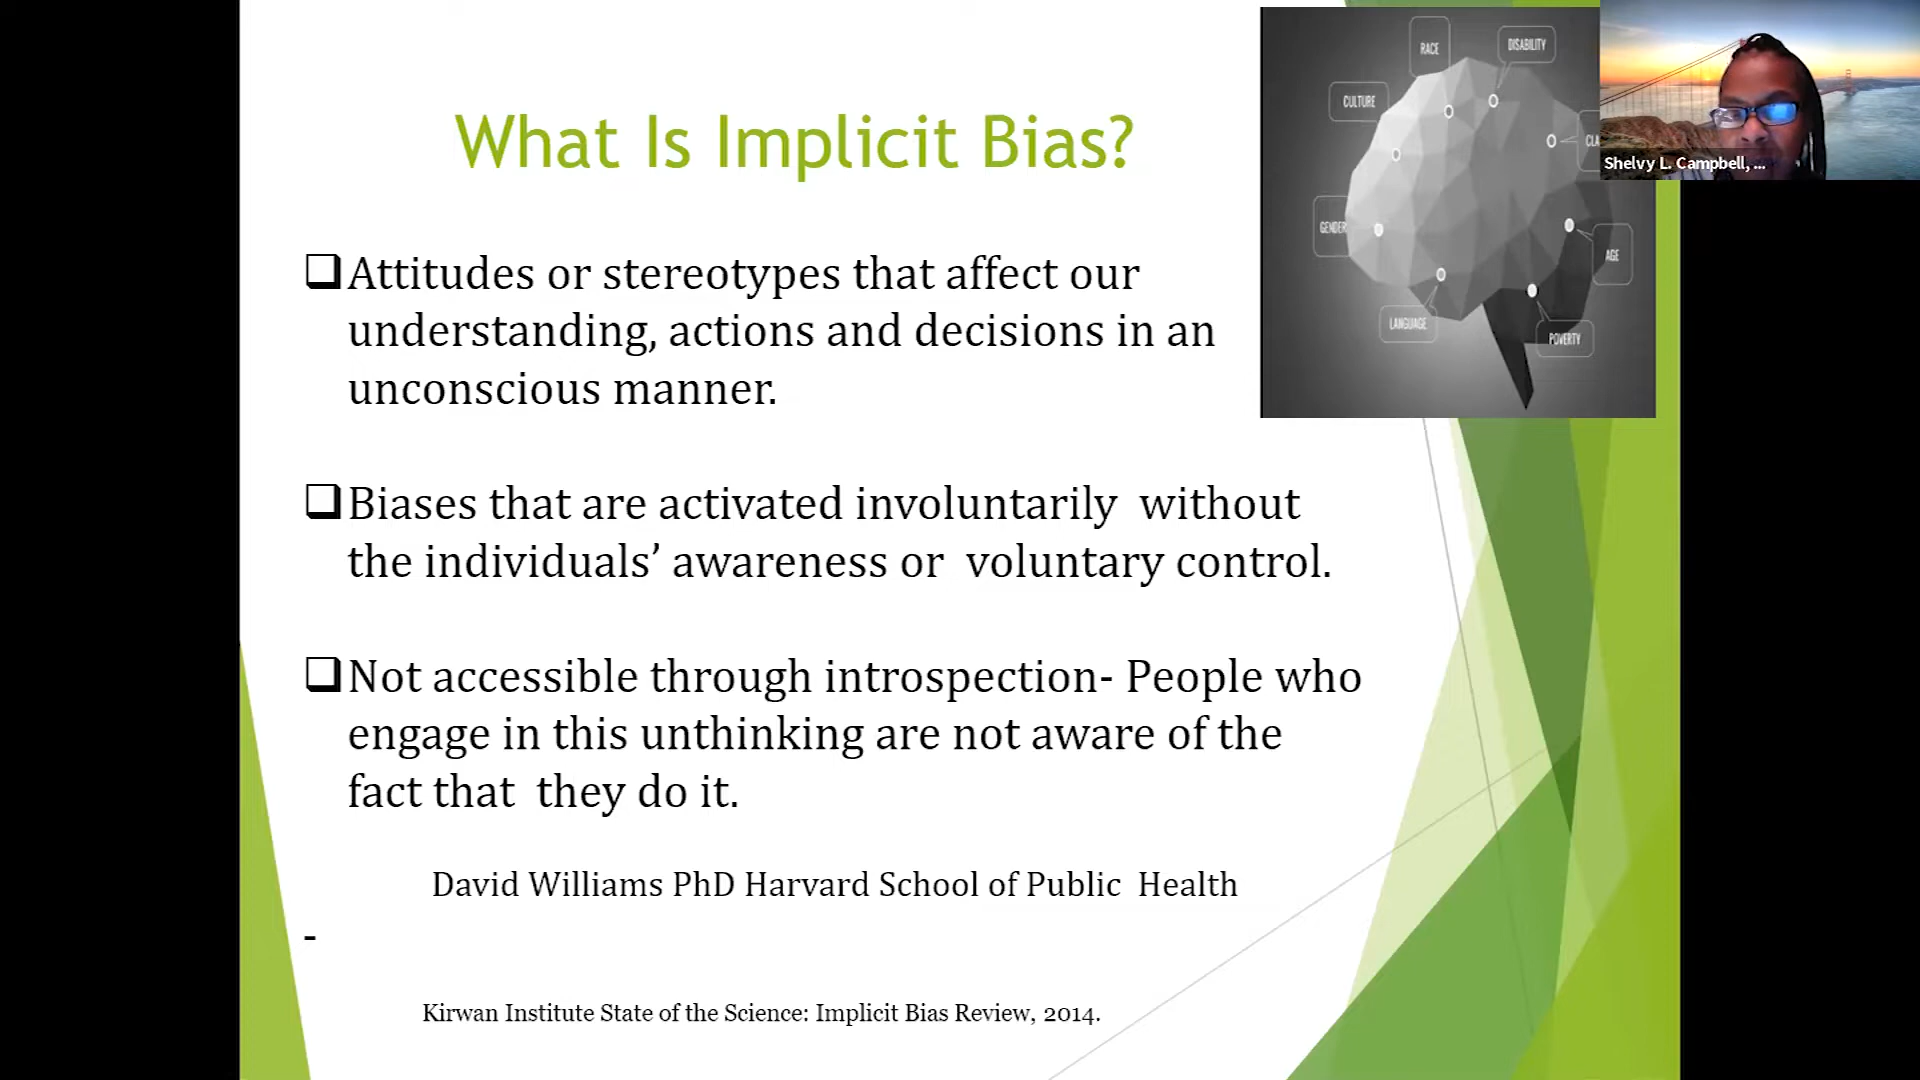 What Is Implicit Bias?
Attitudes or stereotypes that affect our
understanding, actions and decisions in an
unconscious manner.
Biases that are activated involuntarily without
the individuals’ awareness or voluntary control.
Not accessible through introspection- People who
engage in this unthinking are not aware of the
fact that they do it.
David Williams PhD Harvard School of Public Health
-
Kirwan Institute State of the Science: Implicit Bias Review, 2014.
RACE
DISABILITY
CULTURE
CLA
GENDER
AGE
LANGUAGE
POVERTY
Shelvy L. Campbell, ...